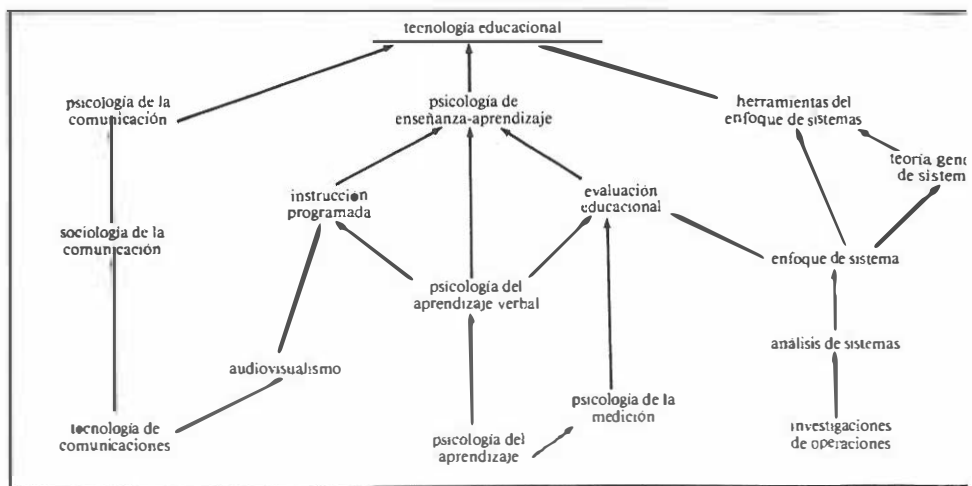 tecnología educacional
psicología de la
comunicación
psicología de
enseñanza-aprendizaje
herramientas del
enfoque de sistemas
teoría gene
de sistem
instrucción
programada
evaluación
educacional
sociología de la
comunicación
enfoque de sistema
psicología del
aprendizaje verbal
análisis de sistemas
audiovisualismo
psicología de la
medición
tecnología de
comunicaciones
psicología del
aprendizaje
investigaciones
de operaciones